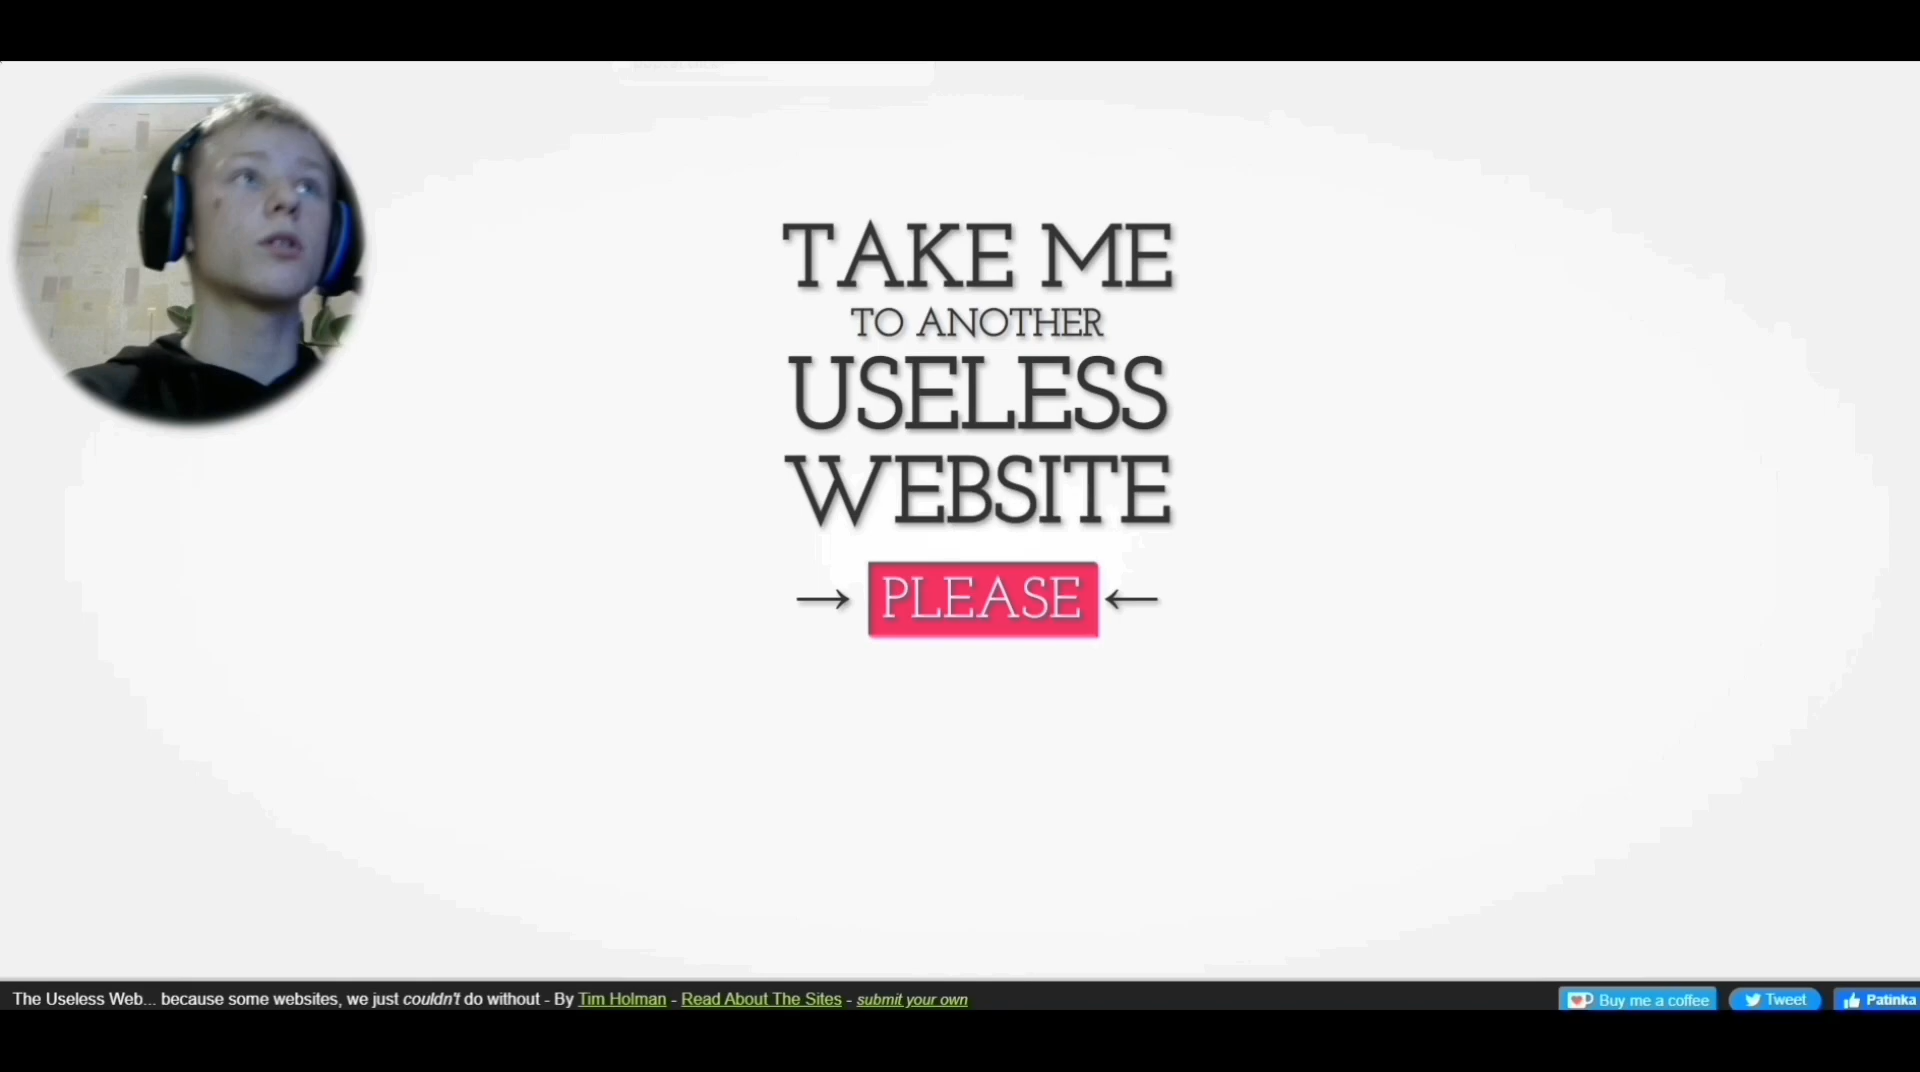 TAKE ME
TO ANOTHER
USELESS
WEBSITE
→ PLEASE ←
The Useless Web... because some websites, we just couldn't do without - By Tim Holman - Read About The Sites - submit your own
Buy me a coffee
Tweet
Patinka